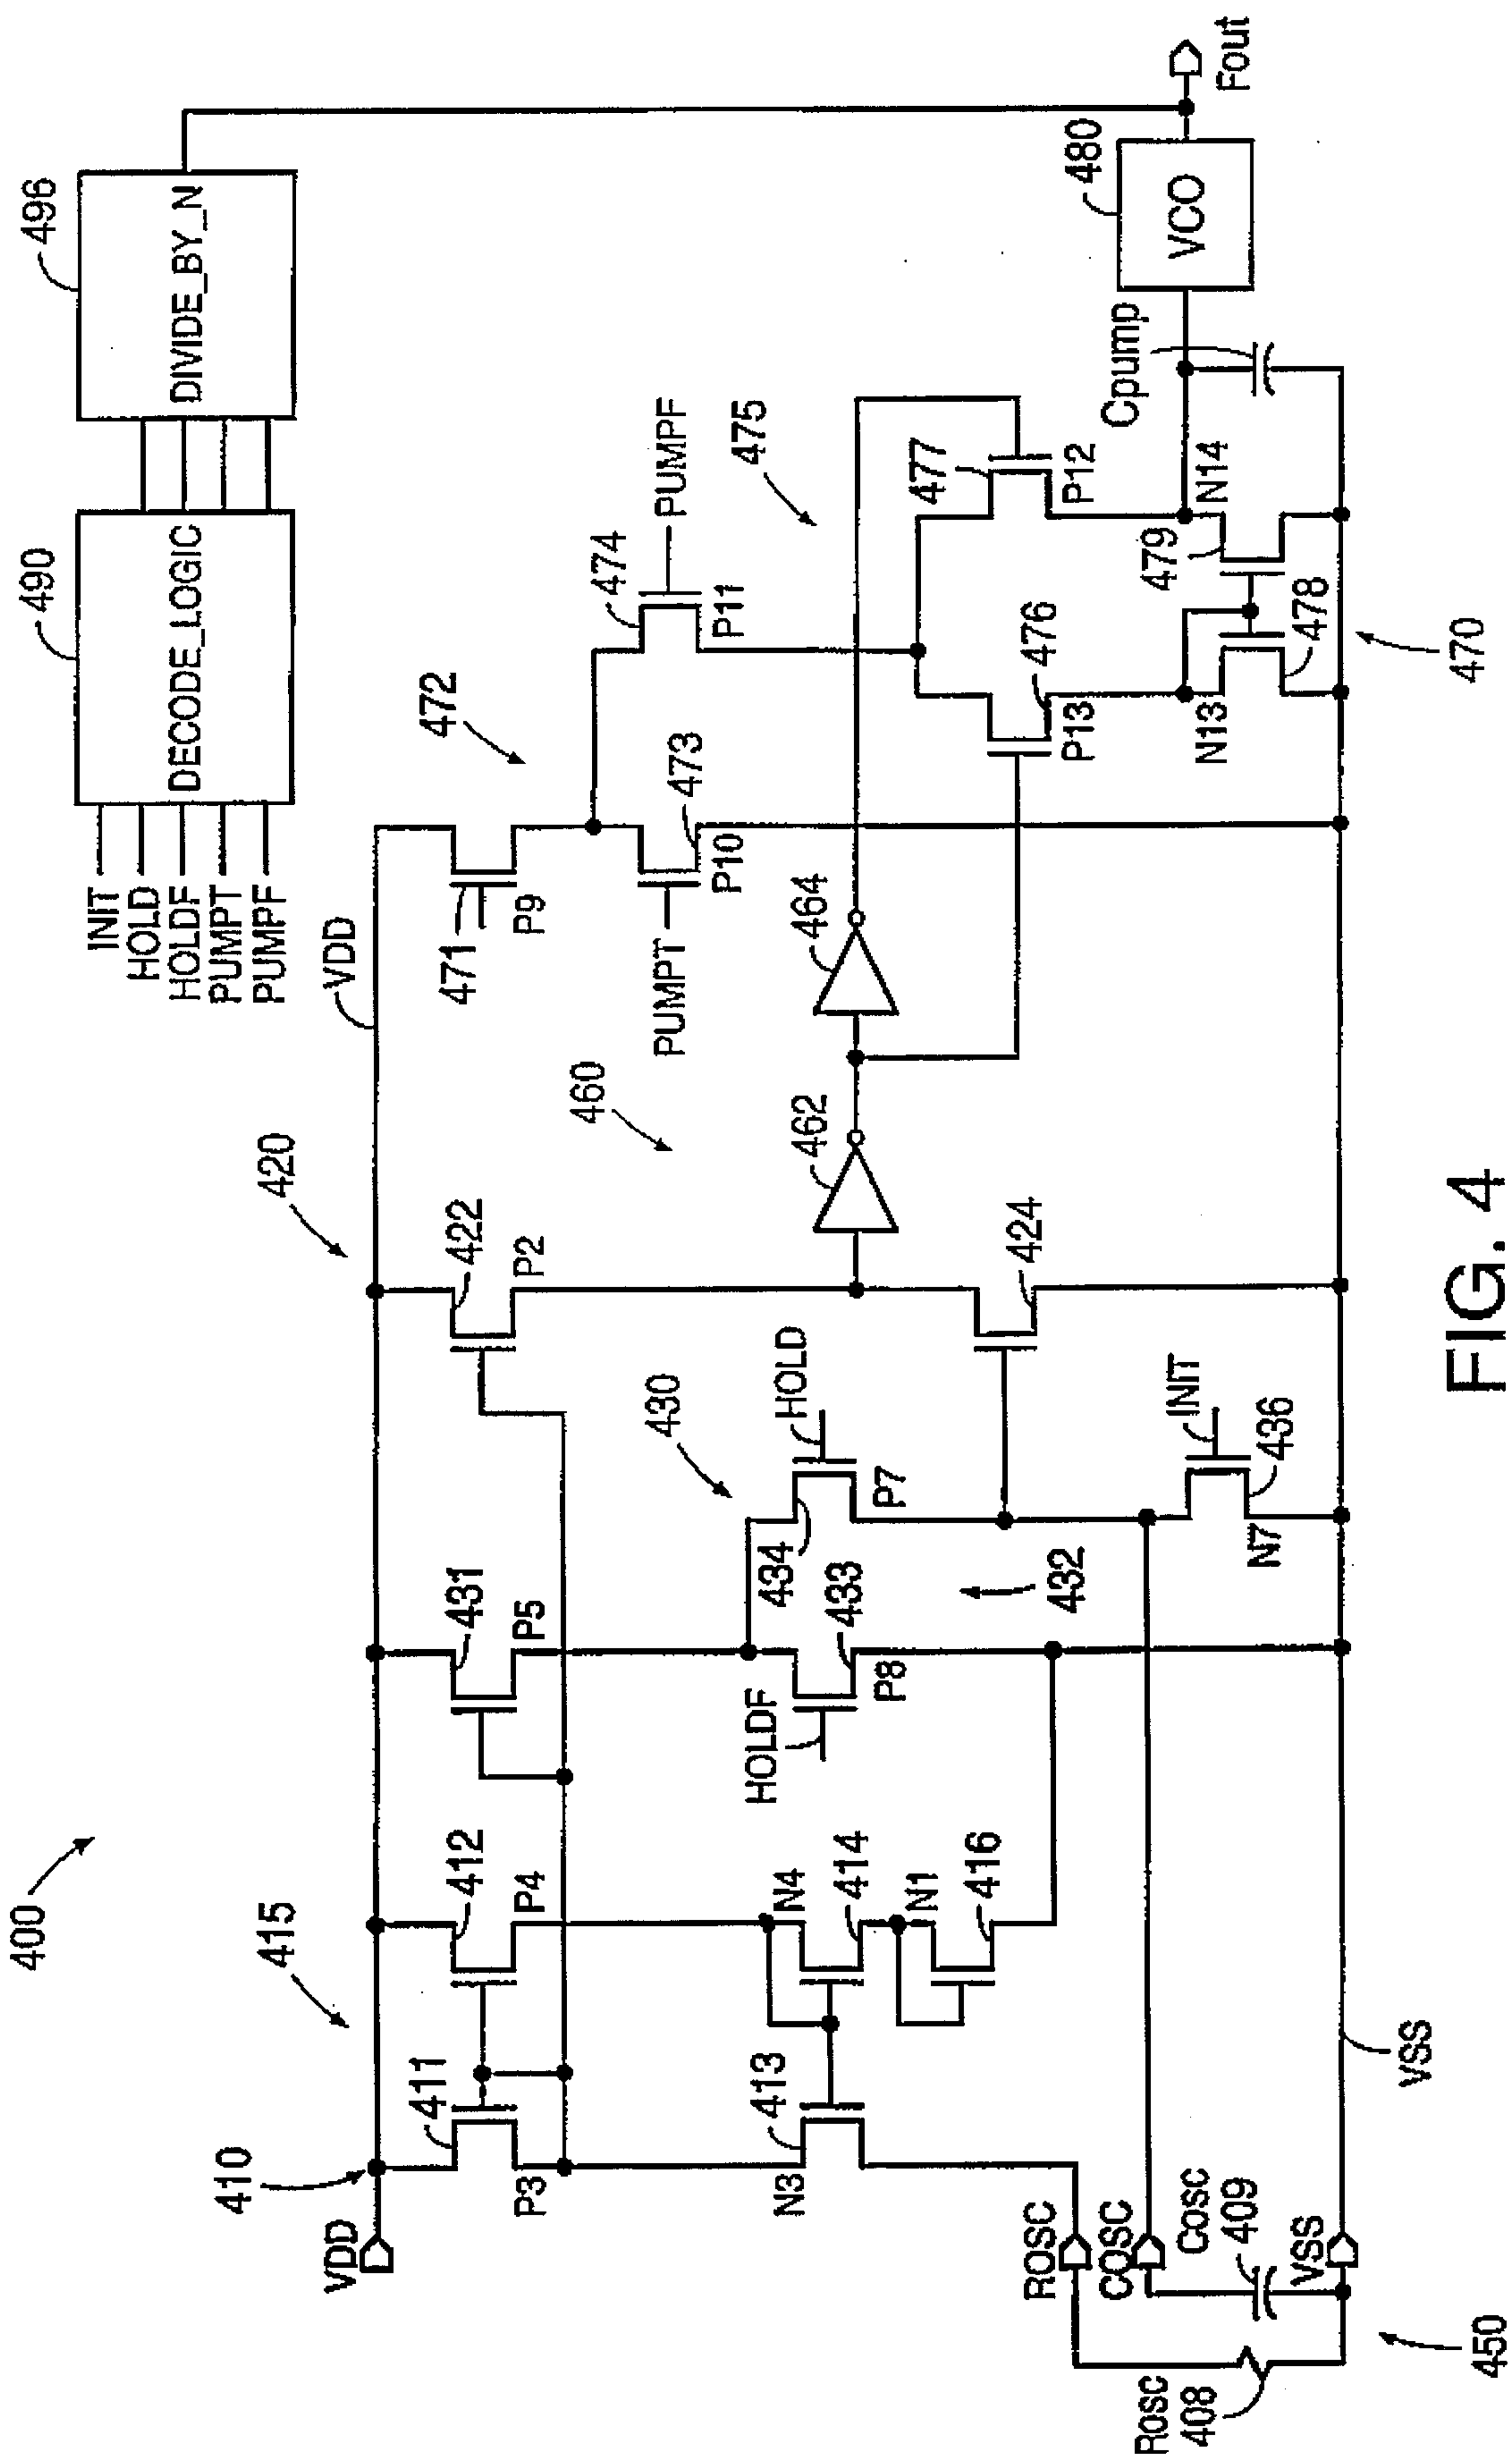 400
410
415
420
VDD
VDD
411
P3
412
P4
431
P5
422
P2
430
HOLDF
433
P8
434
P7
HOLD
432
N3
413
N4
414
N1
416
424
INIT
436
N7
ROSC
COSC
Cosc
409
VSS
Rosc
408
450
VSS
460
462
464
INIT
HOLD
HOLDF
PUMPT
PUMPF
490
DECODE_LOGIC
496
DIVIDE_BY_N
471
P9
472
PUMPT
473
P10
474
P11
PUMPF
475
476
P13
477
P12
N13
478
479
N14
470
Cpump
480
VCO
Fout
FIG. 4